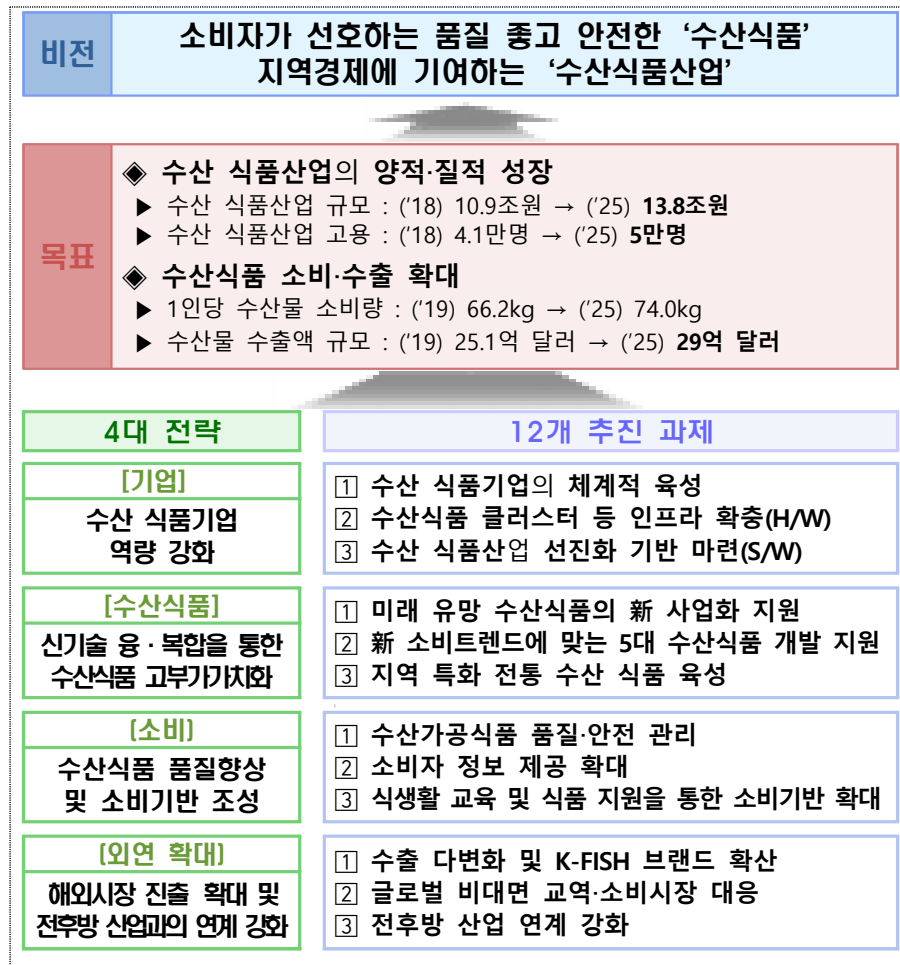 비전
소비자가 선호하는 품질 좋고 안전한 ‘수산식품’
지역경제에 기여하는 ‘수산식품산업’
목표
◈ 수산 식품산업의 양적·질적 성장
▶ 수산 식품산업 규모 : (‘18) 10.9조원 → (‘25) 13.8조원
▶ 수산 식품산업 고용 : (‘18) 4.1만명 → (‘25) 5만명
◈ 수산식품 소비·수출 확대
▶ 1인당 수산물 소비량 : (‘19) 66.2kg → (‘25) 74.0kg
▶ 수산물 수출액 규모 : (‘19) 25.1억 달러 → (‘25) 29억 달러
4대 전략
12개 추진 과제
[기업]
수산 식품기업
역량 강화
1 수산 식품기업의 체계적 육성
2 수산식품 클러스터 등 인프라 확충(H/W)
3 수산 식품산업 선진화 기반 마련(S/W)
[수산식품]
신기술 융·복합을 통한
수산식품 고부가가치화
1 미래 유망 수산식품의 新 사업화 지원
2 新 소비트렌드에 맞는 5대 수산식품 개발 지원
3 지역 특화 전통 수산 식품 육성
[소비]
수산식품 품질향상
및 소비기반 조성
1 수산가공식품 품질·안전 관리
2 소비자 정보 제공 확대
3 식생활 교육 및 식품 지원을 통한 소비기반 확대
[외연 확대]
해외시장 진출 확대 및
전후방 산업과의 연계 강화
1 수출 다변화 및 K-FISH 브랜드 확산
2 글로벌 비대면 교역·소비시장 대응
3 전후방 산업 연계 강화